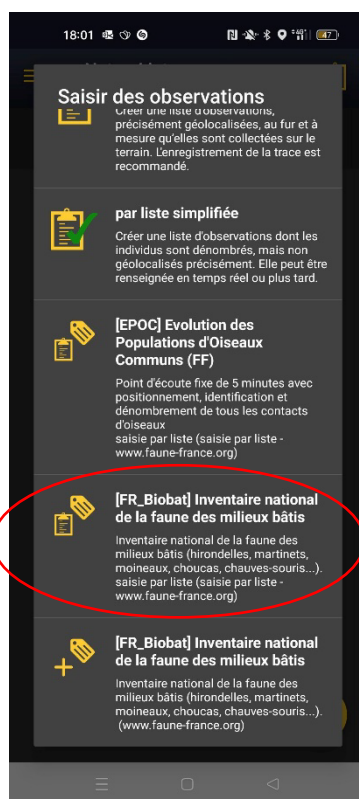 18:01
47
Saisir des observations
Créer une liste d'observations,
précisément géolocalisées, au fur et à
mesure qu'elles sont collectées sur le
terrain. L'enregistrement de la trace est
recommandé.
par liste simplifiée
Créer une liste d'observations dont les
individus sont dénombrés, mais non
géolocalisés précisément. Elle peut être
renseignée en temps réel ou plus tard.
[EPOC] Evolution des
Populations d'Oiseaux
Communs (FF)
Point d'écoute fixe de 5 minutes avec
positionnement, identification et
dénombrement de tous les contacts
d'oiseaux
saisie par liste (saisie par liste -
www.faune-france.org)
[FR_Biobat] Inventaire national
de la faune des milieux bâtis
Inventaire national de la faune des
milieux bâtis (hirondelles, martinets,
moineaux, choucas, chauves-souris...).
saisie par liste (saisie par liste -
www.faune-france.org)
[FR_Biobat] Inventaire national
de la faune des milieux bâtis
Inventaire national de la faune des
milieux bâtis (hirondelles, martinets,
moineaux, choucas, chauves-souris...).
(www.faune-france.org)